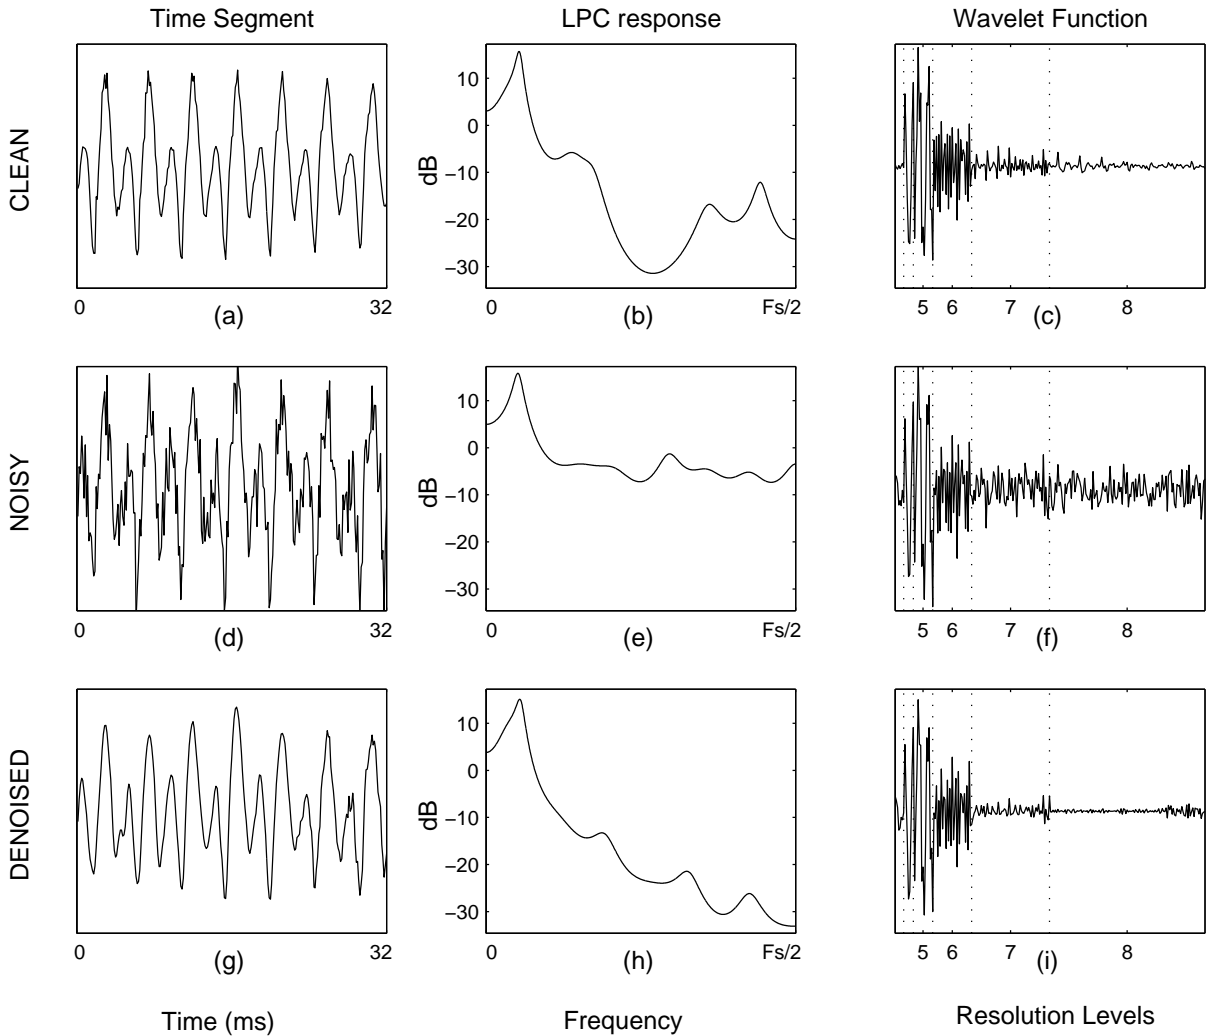 Time Segment LPC response Wavelet Function
CLEAN
dB
10
0
−10
−20
−30
0 32
(a)
0 Fs/2
(b)
5 6 7 8
(c)
NOISY
dB
10
0
−10
−20
−30
0 32
(d)
0 Fs/2
(e)
5 6 7 8
(f)
DENOISED
dB
10
0
−10
−20
−30
0 32
(g)
0 Fs/2
(h)
5 6 7 8
(i)
Time (ms) Frequency Resolution Levels